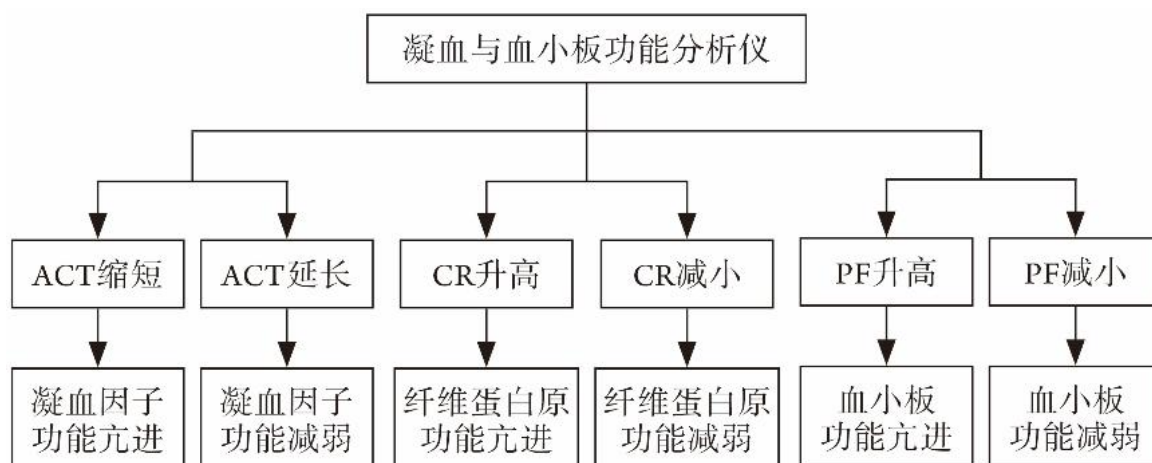 凝血与血小板功能分析仪
ACT缩短
ACT延长
CR升高
CR减小
PF升高
PF减小
凝血因子
功能亢进
凝血因子
功能减弱
纤维蛋白原
功能亢进
纤维蛋白原
功能减弱
血小板
功能亢进
血小板
功能减弱